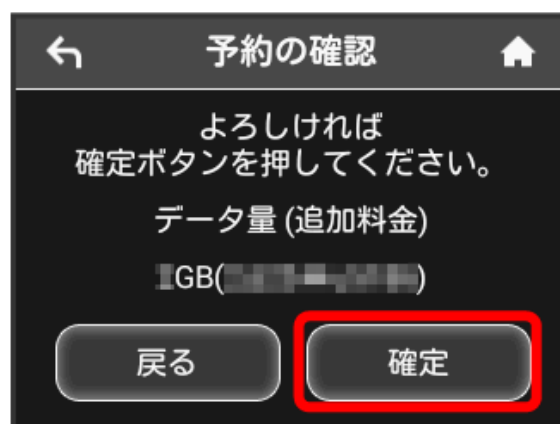 予約の確認
よろしければ
確定ボタンを押してください。
データ量 (追加料金)
GB( )
戻る
確定